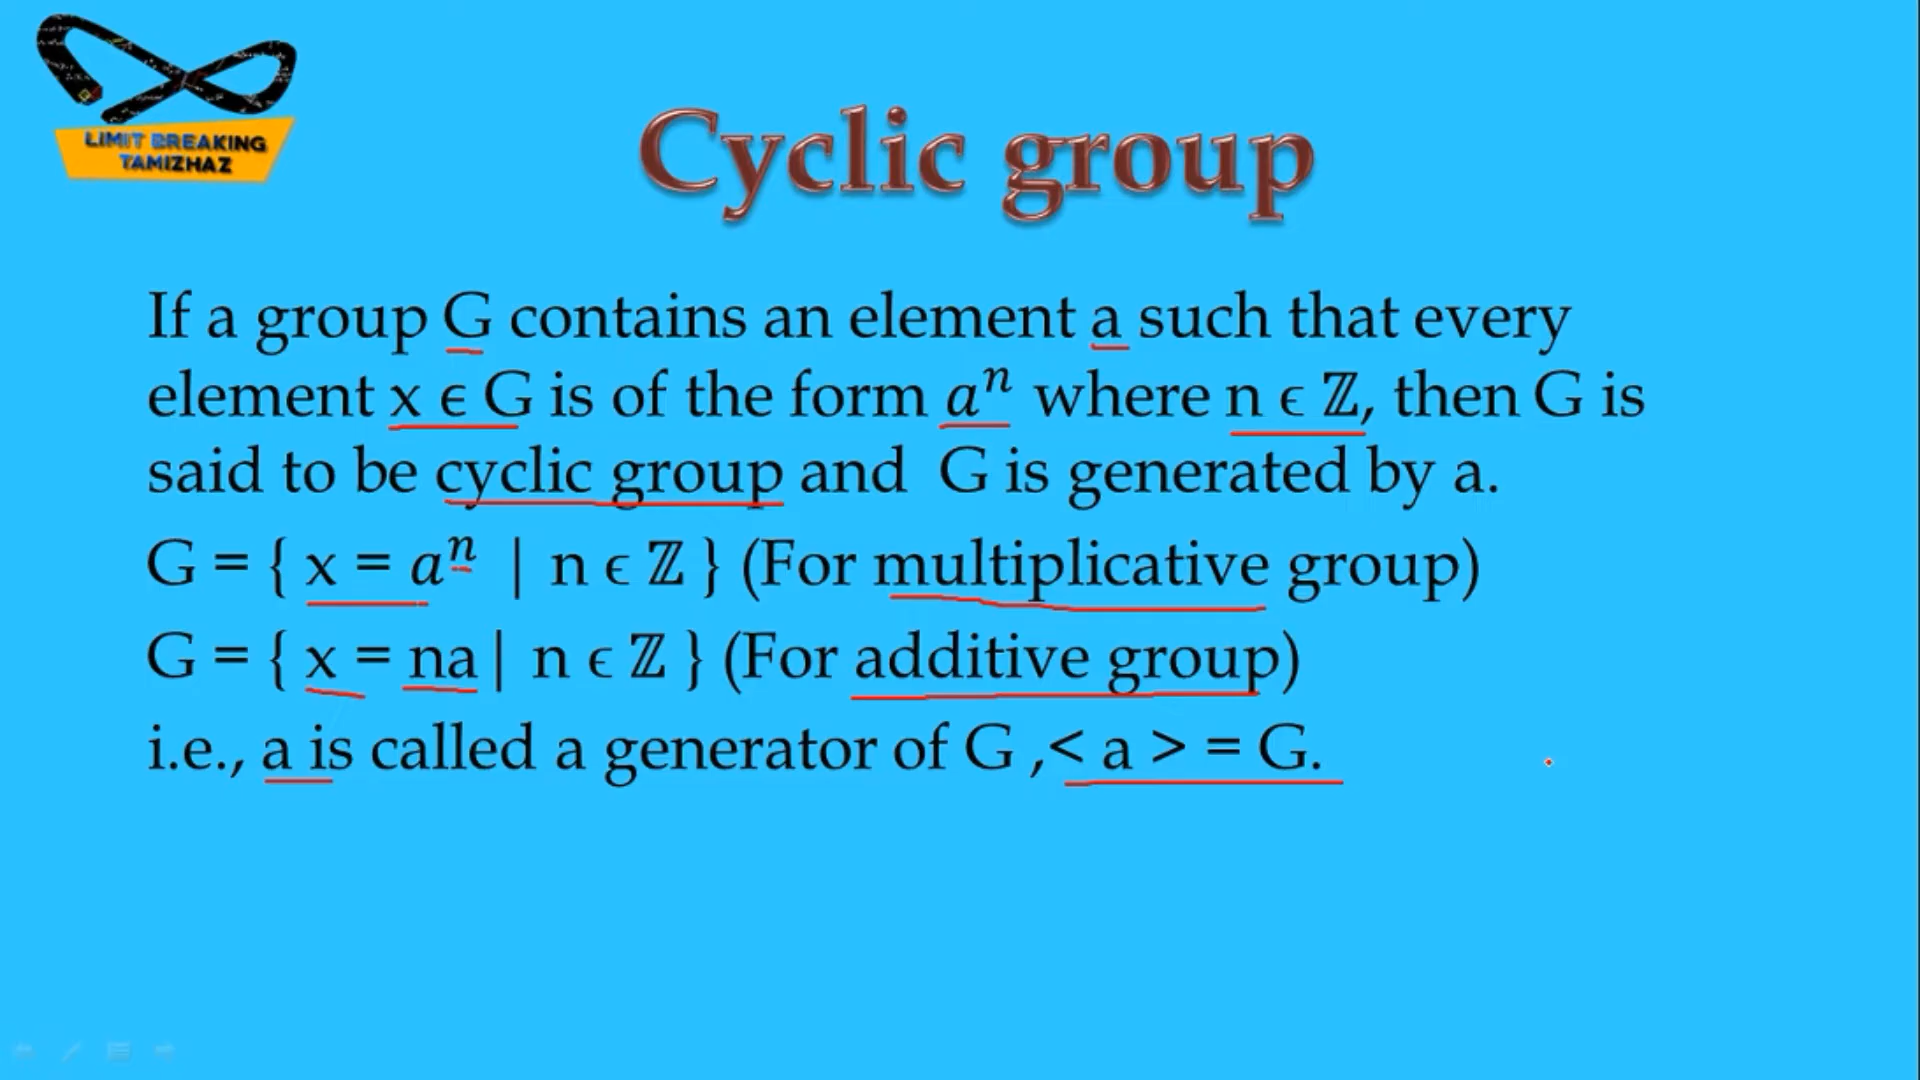 LIMIT BREAKING
TAMIZHAZ
Cyclic group
If a group G contains an element a such that every
element x ϵ G is of the form aⁿ where n ϵ ℤ, then G is
said to be cyclic group and G is generated by a.
G = { x = aⁿ | n ϵ ℤ } (For multiplicative group)
G = { x = na | n ϵ ℤ } (For additive group)
i.e., a is called a generator of G ,< a > = G.